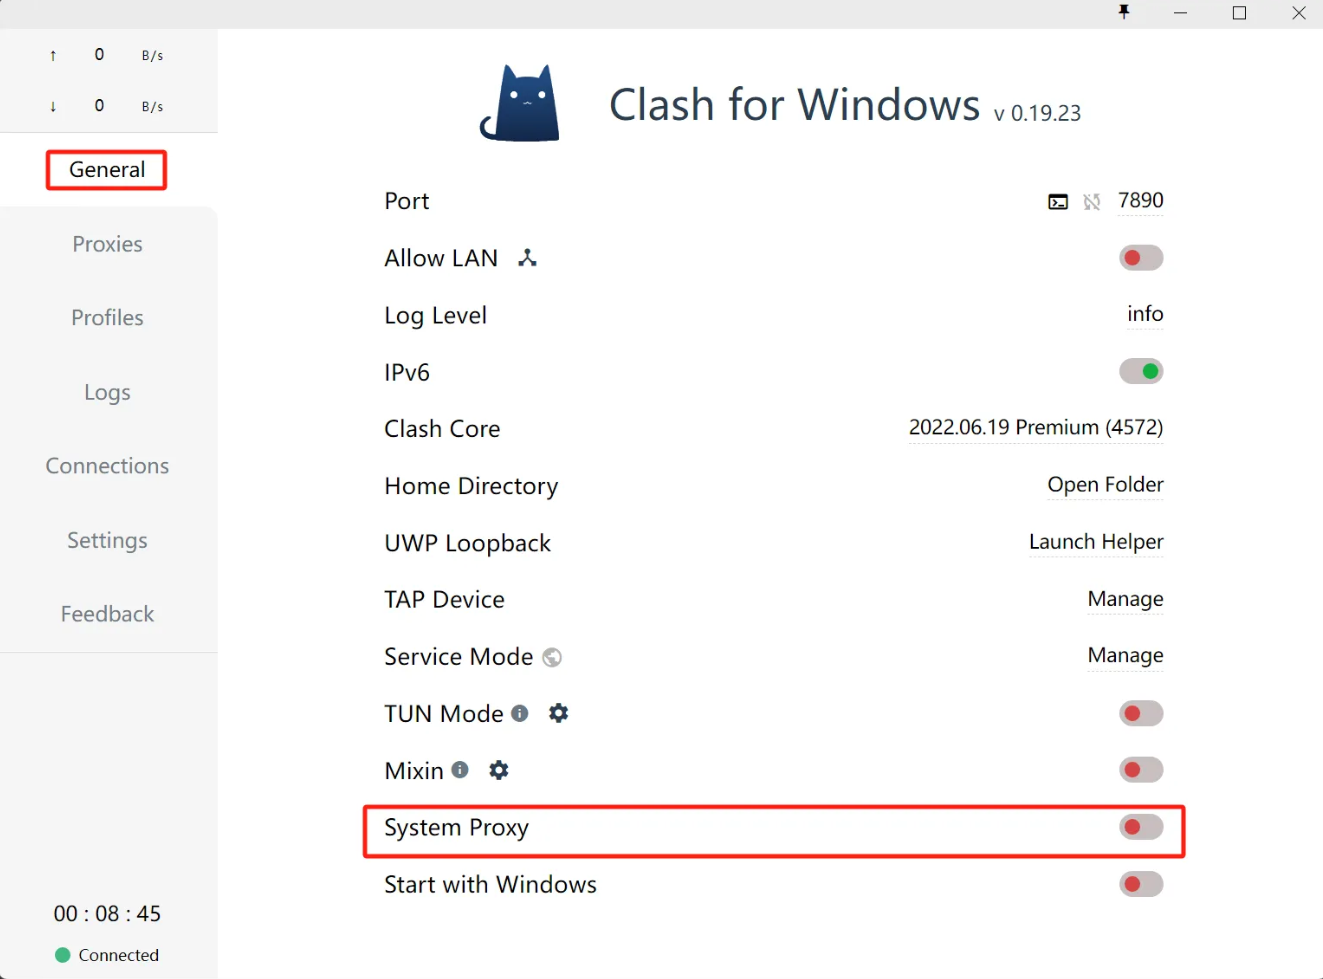 ↑ 0 B/s
↓ 0 B/s
General
Proxies
Profiles
Logs
Connections
Settings
Feedback
00 : 08 : 45
Connected
Clash for Windows v 0.19.23
Port 7890
Allow LAN
Log Level info
IPv6
Clash Core 2022.06.19 Premium (4572)
Home Directory Open Folder
UWP Loopback Launch Helper
TAP Device Manage
Service Mode Manage
TUN Mode
Mixin
System Proxy
Start with Windows